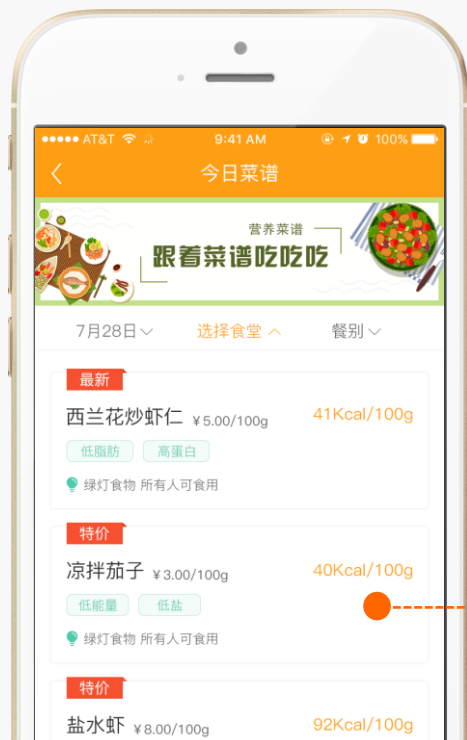 AT&T 9:41 AM 100%
今日菜谱
营养菜谱
跟着菜谱吃吃吃
7月28日 选择食堂 餐别
最新
西兰花炒虾仁 ¥5.00/100g 41Kcal/100g
低脂肪 高蛋白
绿灯食物 所有人可食用
特价
凉拌茄子 ¥3.00/100g 40Kcal/100g
低能量 低盐
绿灯食物 所有人可食用
特价
盐水虾 ¥8.00/100g 92Kcal/100g